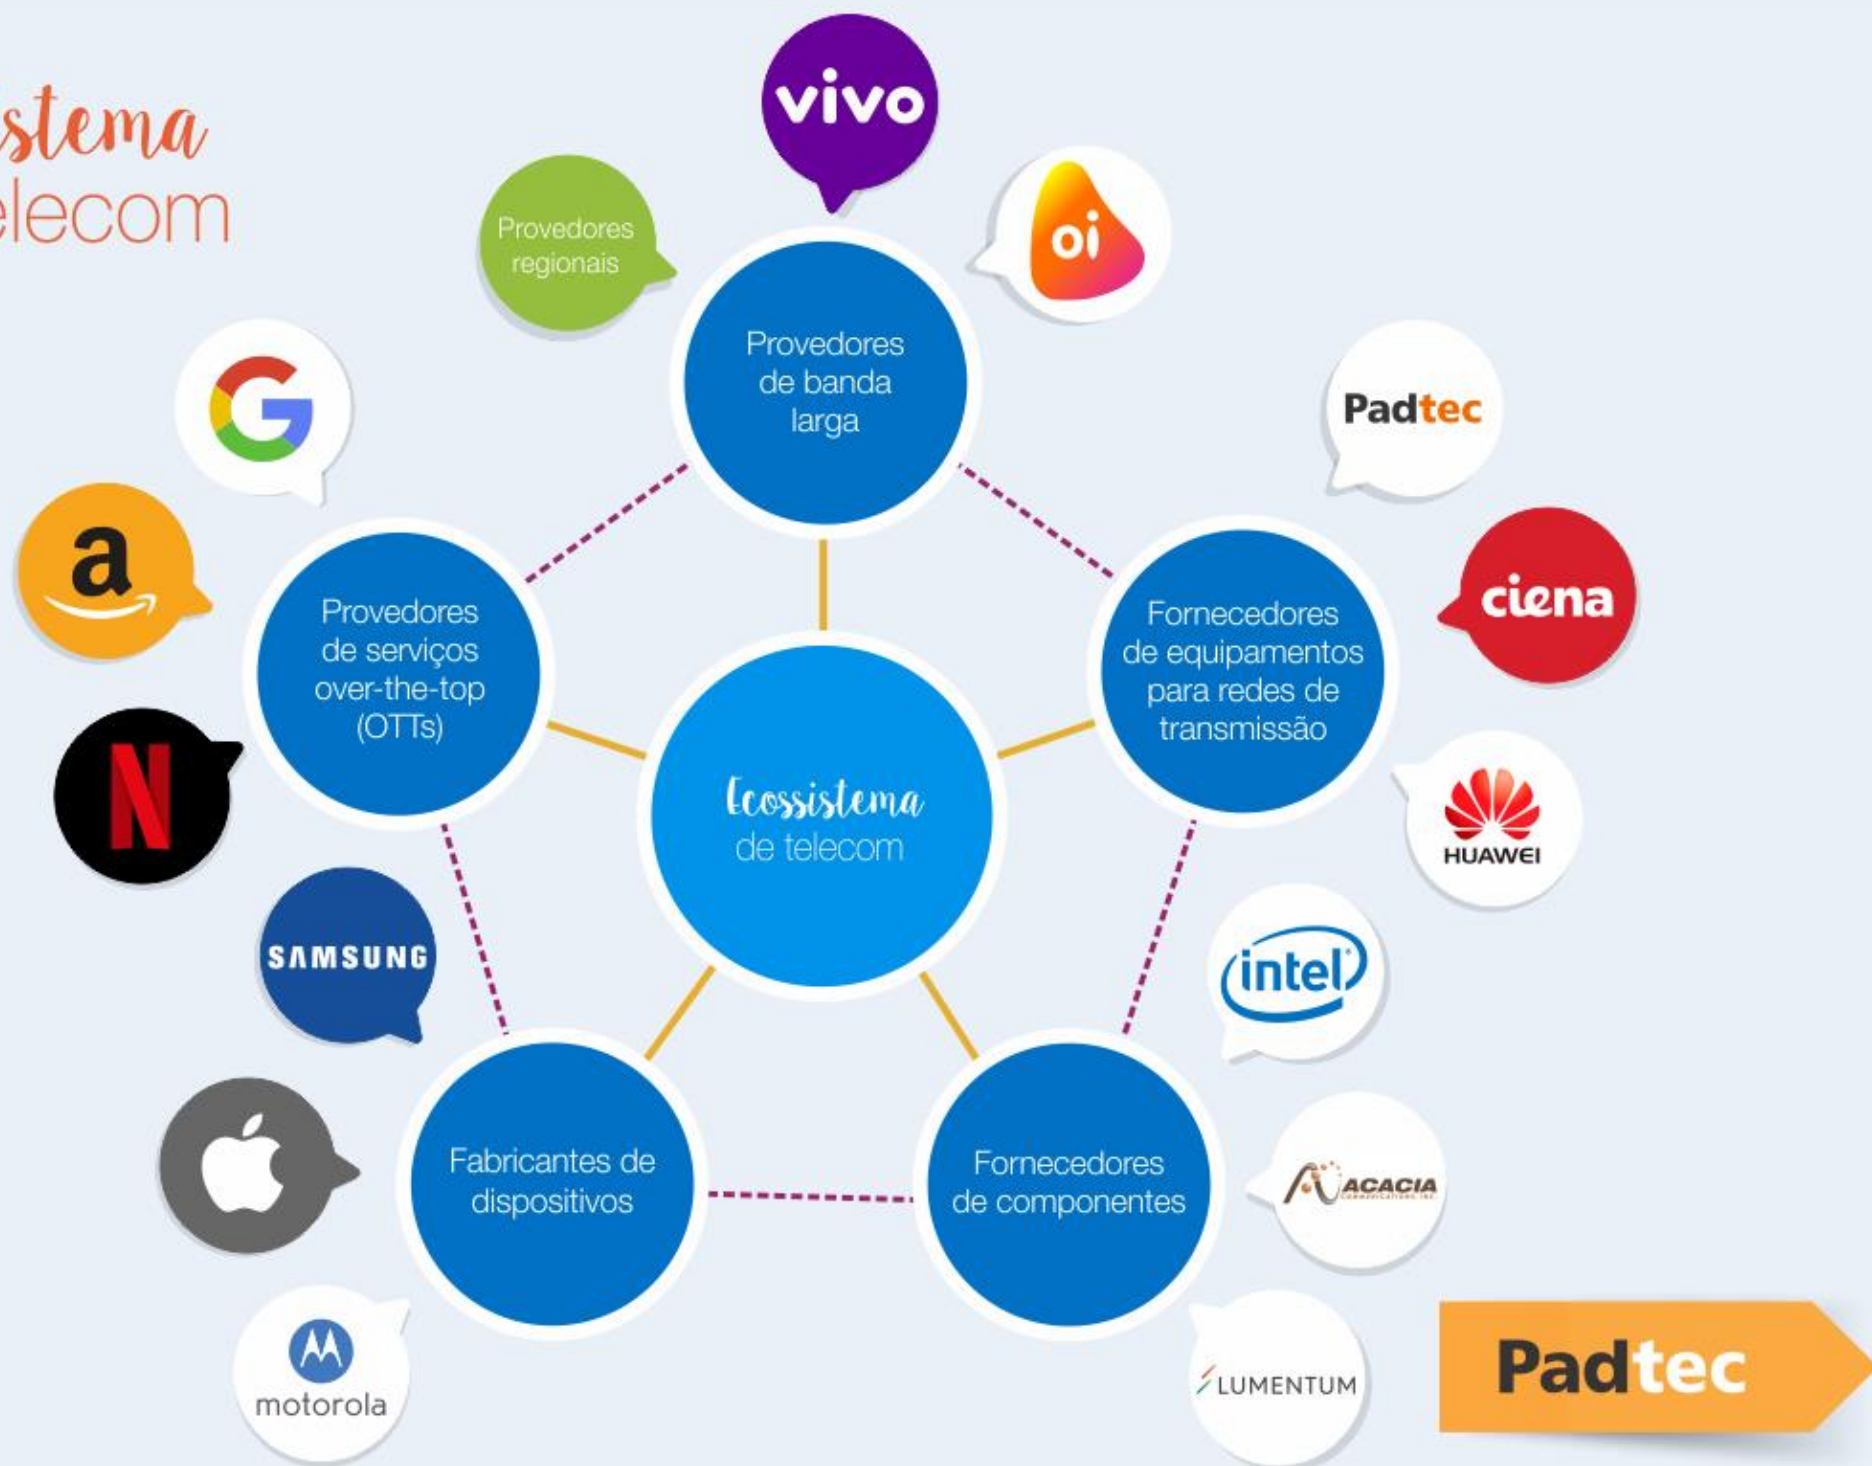 stema
elecom
vivo
Provedores
regionais
oi
Provedores
de banda
larga
G
Padtec
a
ciena
Provedores
de serviços
over-the-top
(OTTs)
Fornecedores
de equipamentos
para redes de
transmissão
N
Ecossistema
de telecom
HUAWEI
SAMSUNG
intel
Fabricantes de
dispositivos
Fornecedores
de componentes
ACACIA
COMMUNICATIONS, INC.
motorola
LUMENTUM
Padtec